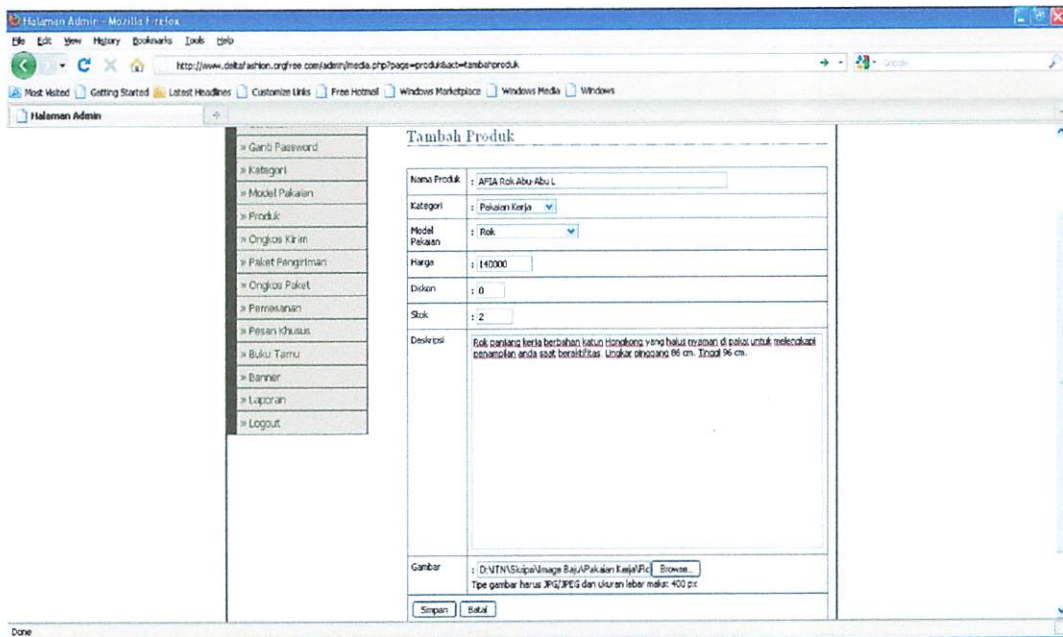 Halaman Admin - Mozilla Firefox
File Edit View History Bookmarks Tools Help
http://www.deltafashion.orgfree.com/admin/media.php?page=produk&act=tambahproduk
Google
Most Visited Getting Started Latest Headlines Customize Links Free Hotmail Windows Marketplace Windows Media Windows
Halaman Admin
» Ganti Password
» Kategori
» Model Pakaian
» Produk
» Ongkos Kirim
» Paket Pengiriman
» Ongkos Paket
» Pemesanan
» Pesan Khusus
» Buku Tamu
» Banner
» Laporan
» Logout
Tambah Produk
Nama Produk : AFIA Rok Abu-Abu L
Kategori : Pakaian Kerja
Model Pakaian : Rok
Harga : 140000
Diskon : 0
Stok : 2
Deskripsi
Rok panjang kerja berbahan katun Hongkong yang halus nyaman di pakai untuk melengkapi
penampilan anda saat beraktifitas. Lingkar pinggang 86 cm. Tinggi 96 cm.
Gambar : D:\ITN\Skripsi\Image Baju\Pakaian Kerja\Ro Browse...
Tipe gambar harus JPG/JPEG dan ukuran lebar maks: 400 px
Simpan Batal
Done